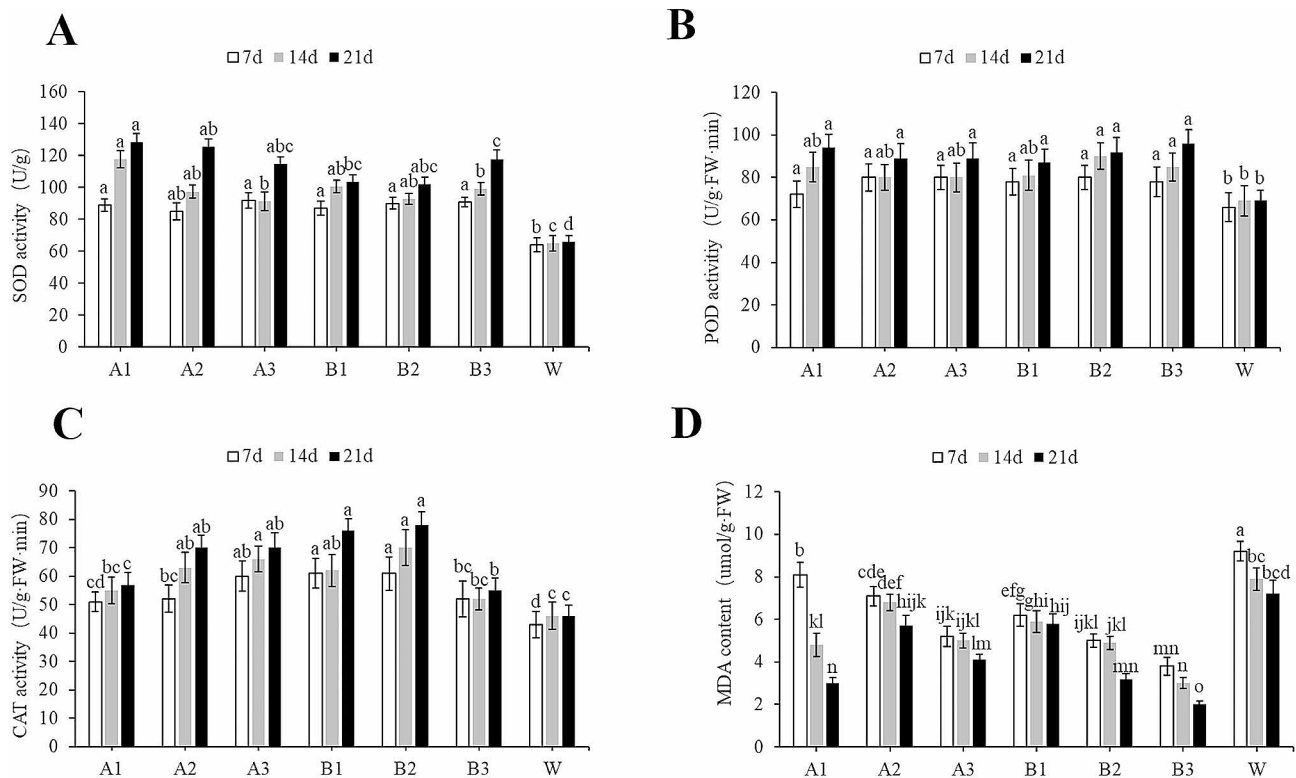 A
7d 14d 21d
SOD activity (U/g)
160
140
120
100
80
60
40
20
0
a a a
ab a ab
a b abc
a ab bc
a ab abc
a b c
b c d
A1 A2 A3 B1 B2 B3 W
B
7d 14d 21d
POD activitiy (U/g·FW·min)
120
100
80
60
40
20
0
a ab a
a ab a
a ab a
a ab a
a a a
a a a
b b b
A1 A2 A3 B1 B2 B3 W
C
7d 14d 21d
CAT activity (U/g·FW·min)
90
80
70
60
50
40
30
20
10
0
cd bc c
bc ab ab
ab a ab
a ab a
a a a
bc bc b
d c c
A1 A2 A3 B1 B2 B3 W
D
7d 14d 21d
MDA content (umol/g·FW)
12
10
8
6
4
2
0
b kl n
cde def hijk
ijk ijkl lm
efg ghi hij
ijkl jkl mn
mn n o
a bc bcd
A1 A2 A3 B1 B2 B3 W